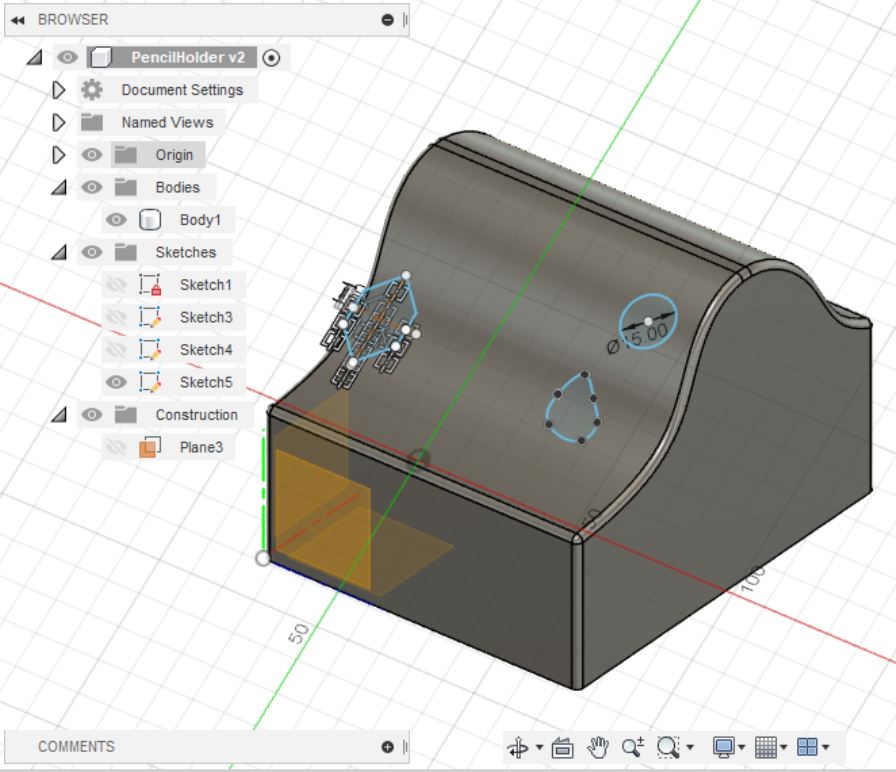 BROWSER
PencilHolder v2
Document Settings
Named Views
Origin
Bodies
Body1
Sketches
Sketch1
Sketch3
Sketch4
Sketch5
Construction
Plane3
Ø15.00
50
100
50
COMMENTS